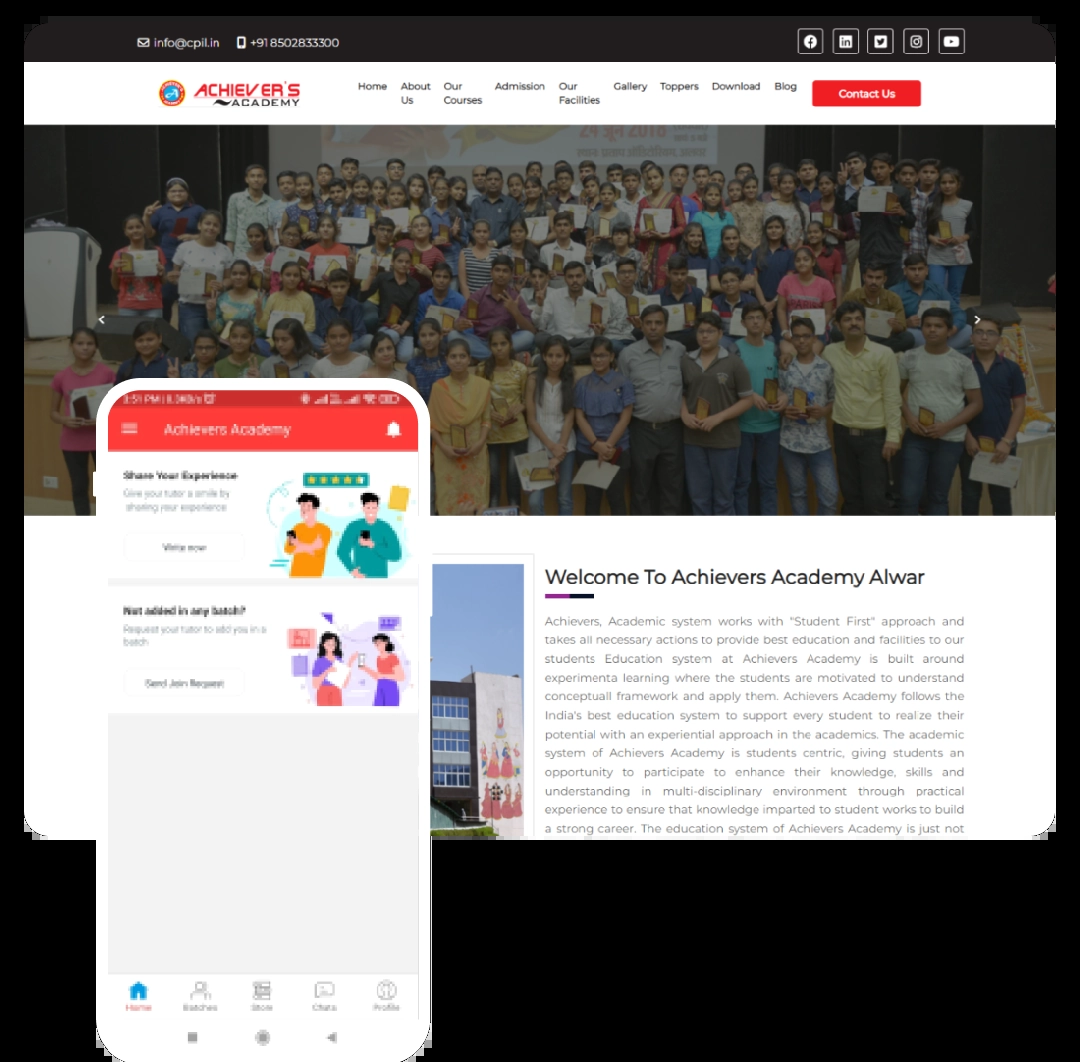 info@cpil.in
+91 8502833300
ACHIEVER'S
ACADEMY
Home
About Us
Our Courses
Admission
Our Facilities
Gallery
Toppers
Download
Blog
Contact Us
24 जून 2018
Achievers Academy
Share Your Experience
Give your tutor a smile by
sharing your experience
Write now
Not added in any batch?
Request your tutor to add you in a
batch
Send Join Request
Home
Batches
Store
Chats
Profile
Welcome To Achievers Academy Alwar
Achievers, Academic system works with "Student First" approach and
takes all necessary actions to provide best education and facilities to our
students Education system at Achievers Academy is built around
experimenta learning where the students are motivated to understand
conceptuall framework and apply them. Achievers Academy follows the
India's best education system to support every student to realize their
potential with an experiential approach in the academics. The academic
system of Achievers Academy is students centric, giving students an
opportunity to participate to enhance their knowledge, skills and
understanding in multi-disciplinary environment through practical
experience to ensure that knowledge imparted to student works to build
a strong career. The education system of Achievers Academy is just not